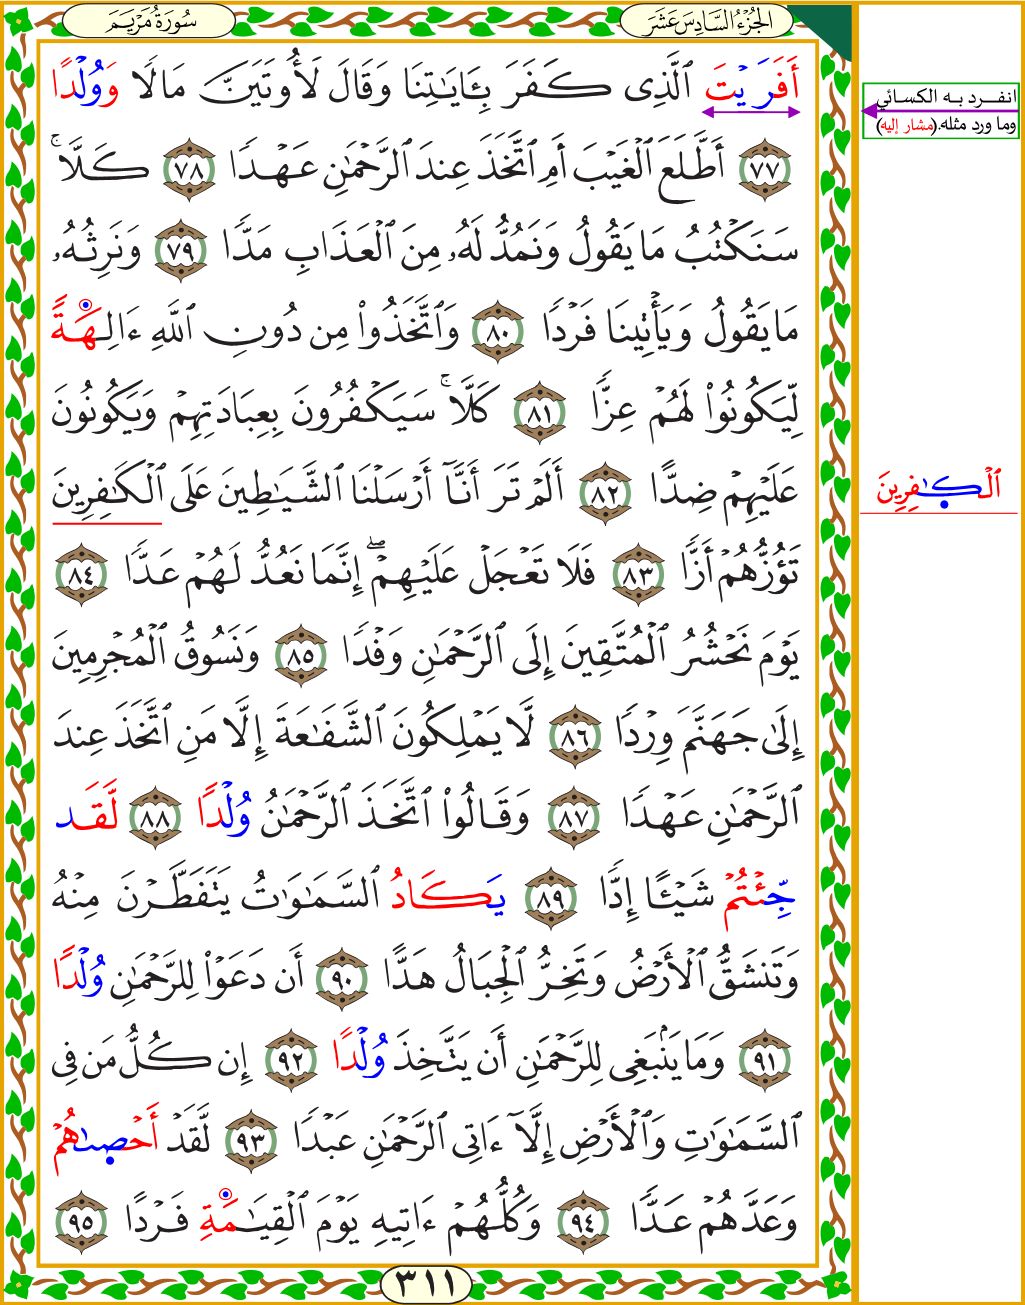 الجُزْءُ السَّادِسَ عَشَرَ
سُورَةُ مَرْيَمَ
أَفَرَيْتَ ٱلَّذِى كَفَرَ بِـَٔايَـٰتِنَا وَقَالَ لَأُوتَيَنَّ مَالًا وَوُلْدًا
٧٧ أَطَّلَعَ ٱلْغَيْبَ أَمِ ٱتَّخَذَ عِندَ ٱلرَّحْمَـٰنِ عَهْدًا ٧٨ كَلَّا ۚ
سَنَكْتُبُ مَا يَقُولُ وَنَمُدُّ لَهُۥ مِنَ ٱلْعَذَابِ مَدًّا ٧٩ وَنَرِثُهُۥ
مَا يَقُولُ وَيَأْتِينَا فَرْدًا ٨٠ وَٱتَّخَذُوا۟ مِن دُونِ ٱللَّهِ ءَالِهَةً
لِّيَكُونُوا۟ لَهُمْ عِزًّا ٨١ كَلَّا ۚ سَيَكْفُرُونَ بِعِبَادَتِهِمْ وَيَكُونُونَ
عَلَيْهِمْ ضِدًّا ٨٢ أَلَمْ تَرَ أَنَّآ أَرْسَلْنَا ٱلشَّيَـٰطِينَ عَلَى ٱلْكَـٰفِرِينَ
تَؤُزُّهُمْ أَزًّا ٨٣ فَلَا تَعْجَلْ عَلَيْهِمْ ۖ إِنَّمَا نَعُدُّ لَهُمْ عَدًّا ٨٤
يَوْمَ نَحْشُرُ ٱلْمُتَّقِينَ إِلَى ٱلرَّحْمَـٰنِ وَفْدًا ٨٥ وَنَسُوقُ ٱلْمُجْرِمِينَ
إِلَىٰ جَهَنَّمَ وِرْدًا ٨٦ لَّا يَمْلِكُونَ ٱلشَّفَـٰعَةَ إِلَّا مَنِ ٱتَّخَذَ عِندَ
ٱلرَّحْمَـٰنِ عَهْدًا ٨٧ وَقَالُوا۟ ٱتَّخَذَ ٱلرَّحْمَـٰنُ وُلْدًا ٨٨ لَّقَد
جِّئْتُمْ شَيْـًٔا إِدًّا ٨٩ يَكَادُ ٱلسَّمَـٰوَٰتُ يَتَفَطَّرْنَ مِنْهُ
وَتَنشَقُّ ٱلْأَرْضُ وَتَخِرُّ ٱلْجِبَالُ هَدًّا ٩٠ أَن دَعَوْا۟ لِلرَّحْمَـٰنِ وُلْدًا
٩١ وَمَا يَنۢبَغِى لِلرَّحْمَـٰنِ أَن يَتَّخِذَ وُلْدًا ٩٢ إِن كُلُّ مَن فِى
ٱلسَّمَـٰوَٰتِ وَٱلْأَرْضِ إِلَّآ ءَاتِى ٱلرَّحْمَـٰنِ عَبْدًا ٩٣ لَّقَدْ أَحْصَىٰهُمْ
وَعَدَّهُمْ عَدًّا ٩٤ وَكُلُّهُمْ ءَاتِيهِ يَوْمَ ٱلْقِيَـٰمَةِ فَرْدًا ٩٥
٣١١
انفرد به الكسائي
وما ورد مثله.(مشار إليه)
ٱلْكَـٰفِرِينَ